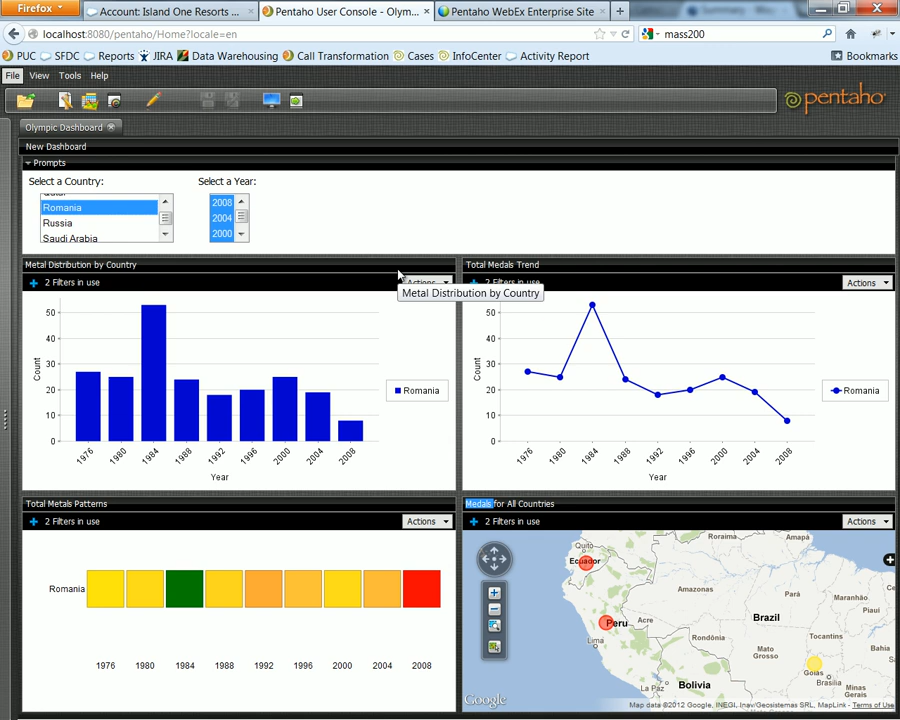 Firefox
Account: Island One Resorts ...
Pentaho User Console - Olym...
Pentaho WebEx Enterprise Site
localhost:8080/pentaho/Home?locale=en
mass200
PUC
SFDC
Reports
JIRA
Data Warehousing
Call Transformation
Cases
InfoCenter
Activity Report
Bookmarks
File
View
Tools
Help
pentaho
Olympic Dashboard
New Dashboard
Prompts
Select a Country:
Select a Year:
Qatar
Romania
Russia
Saudi Arabia
2008
2004
2000
Metal Distribution by Country
2 Filters in use
Actions
Metal Distribution by Country
50
40
30
20
10
0
Count
1976
1980
1984
1988
1992
1996
2000
2004
2008
Year
Romania
Total Medals Trend
2 Filters in use
Actions
50
40
30
20
10
0
Count
1976
1980
1984
1988
1992
1996
2000
2004
2008
Year
Romania
Total Metals Patterns
2 Filters in use
Actions
Romania
1976
1980
1984
1988
1992
1996
2000
2004
2008
Medals for All Countries
2 Filters in use
Actions
Quito
Ecuador
Roraima
Amapá
Amazonas
Pará
Maranhão
Piauí
Peru
Acre
Brazil
Lima
Rondônia
Tocantins
Mato
Grosso
Bahia
Goiás
Brasília
La Paz
Bolivia
Minas
Gerais
Google
Map data ©2012 Google, INEGI, Inav/Geosistemas SRL, MapLink - Terms of Use